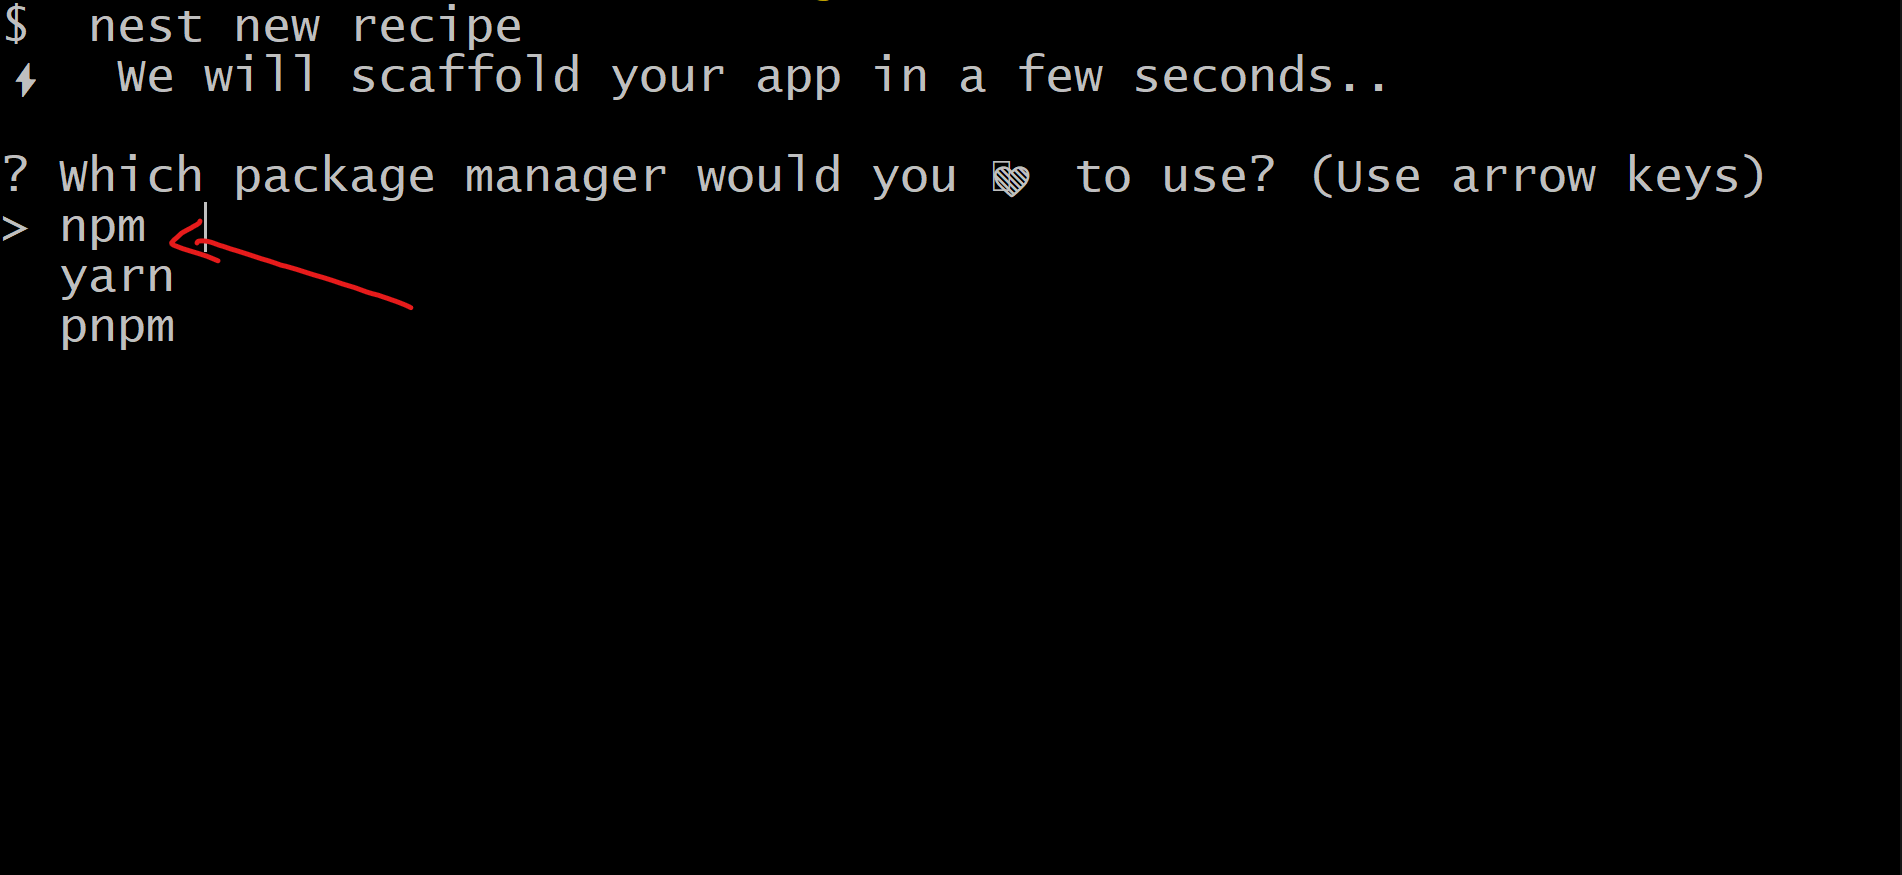 $  nest new recipe
⚡  We will scaffold your app in a few seconds..
? Which package manager would you ❤️ to use? (Use arrow keys)
> npm
yarn
pnpm